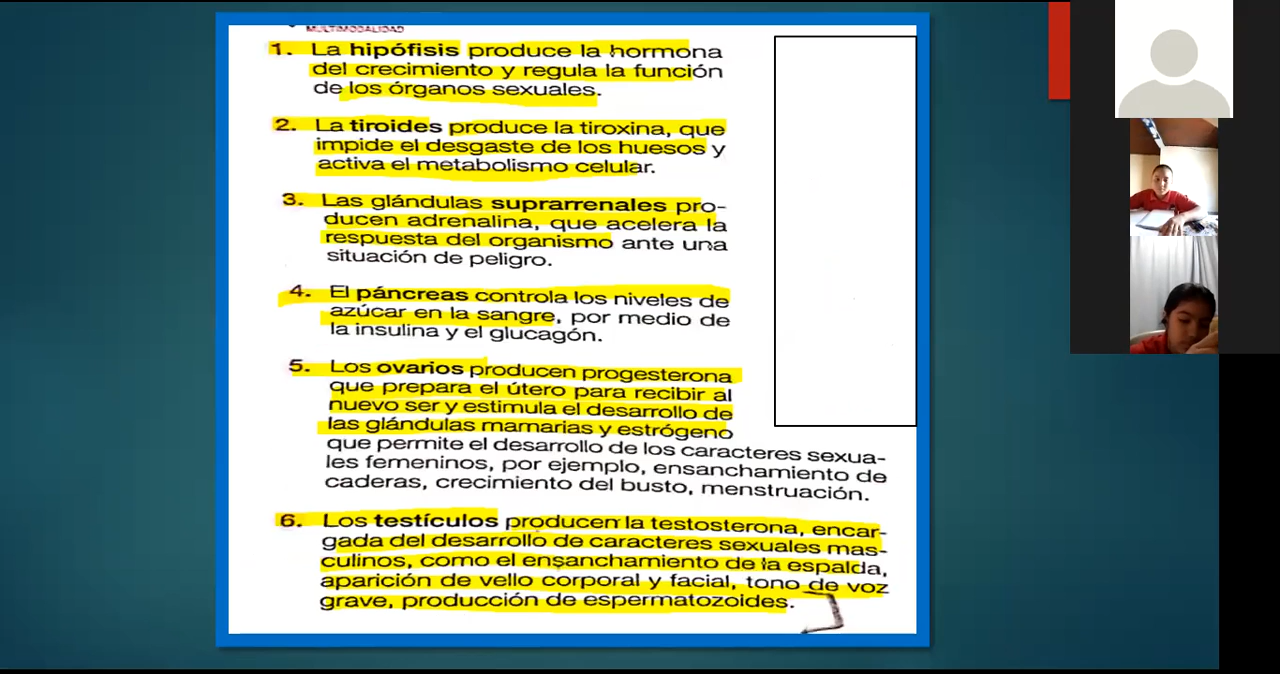 MULTIMODALIDAD
1. La hipófisis produce la hormona
del crecimiento y regula la función
de los órganos sexuales.
2. La tiroides produce la tiroxina, que
impide el desgaste de los huesos y
activa el metabolismo celular.
3. Las glándulas suprarrenales pro-
ducen adrenalina, que acelera la
respuesta del organismo ante una
situación de peligro.
4. El páncreas controla los niveles de
azúcar en la sangre, por medio de
la insulina y el glucagón.
5. Los ovarios producen progesterona
que prepara el útero para recibir al
nuevo ser y estimula el desarrollo de
las glándulas mamarias y estrógeno
que permite el desarrollo de los caracteres sexua-
les femeninos, por ejemplo, ensanchamiento de
caderas, crecimiento del busto, menstruación.
6. Los testículos producen la testosterona, encar-
gada del desarrollo de caracteres sexuales mas-
culinos, como el ensanchamiento de la espalda,
aparición de vello corporal y facial, tono de voz
grave, producción de espermatozoides.